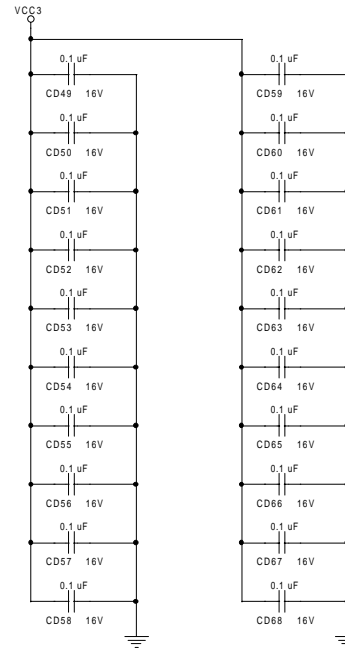 VCC3
0.1 uF
CD49 16V
0.1 uF
CD50 16V
0.1 uF
CD51 16V
0.1 uF
CD52 16V
0.1 uF
CD53 16V
0.1 uF
CD54 16V
0.1 uF
CD55 16V
0.1 uF
CD56 16V
0.1 uF
CD57 16V
0.1 uF
CD58 16V
0.1 uF
CD59 16V
0.1 uF
CD60 16V
0.1 uF
CD61 16V
0.1 uF
CD62 16V
0.1 uF
CD63 16V
0.1 uF
CD64 16V
0.1 uF
CD65 16V
0.1 uF
CD66 16V
0.1 uF
CD67 16V
0.1 uF
CD68 16V